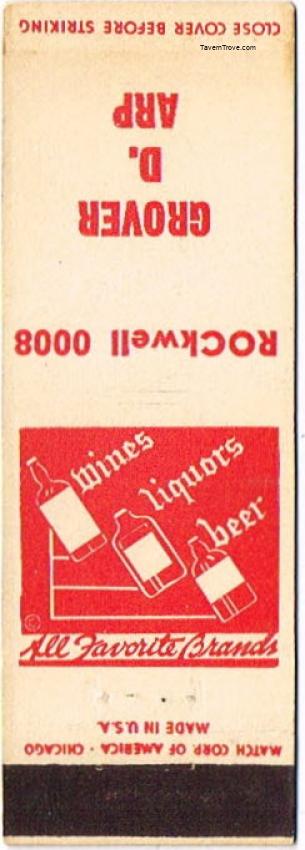 CLOSE COVER BEFORE STRIKING
TavernTrove.com
GROVER
D.
ARP
ROCkwell 0008
wines
liquors
beer
©
All Favorite Brands
MATCH CORP. OF AMERICA · CHICAGO
MADE IN U.S.A.